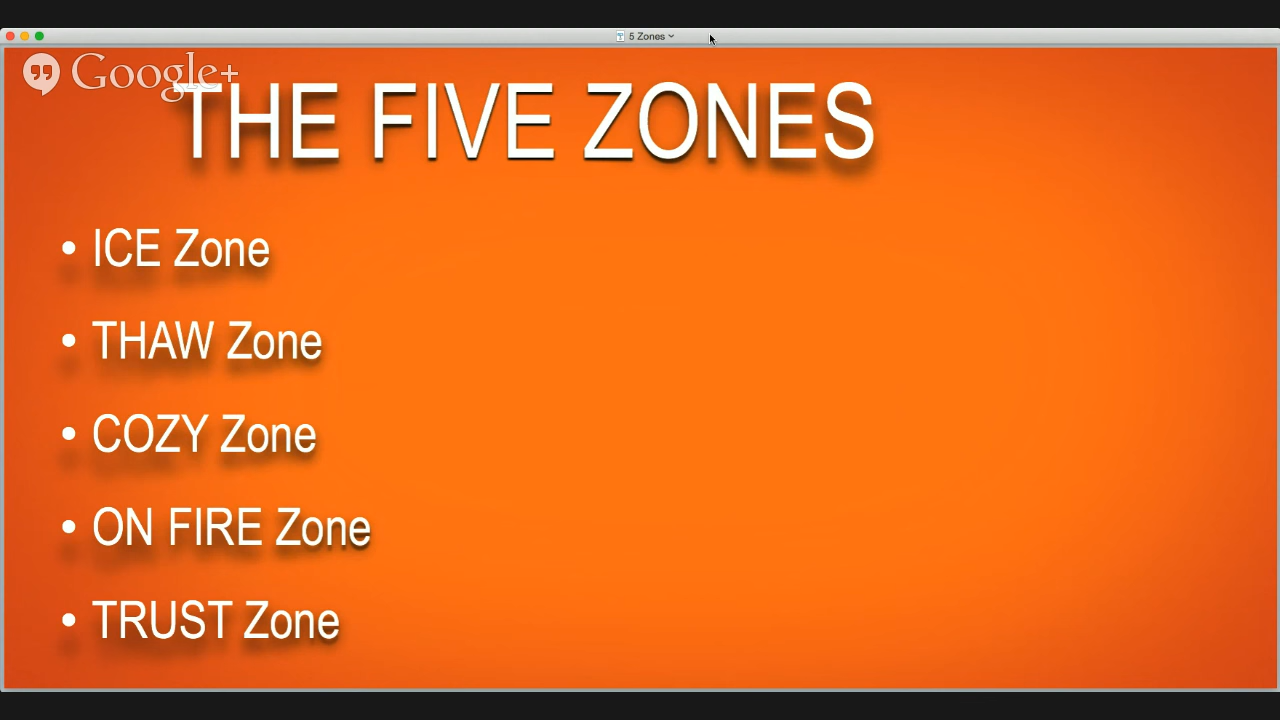 5 Zones
Google+
THE FIVE ZONES
• ICE Zone
• THAW Zone
• COZY Zone
• ON FIRE Zone
• TRUST Zone